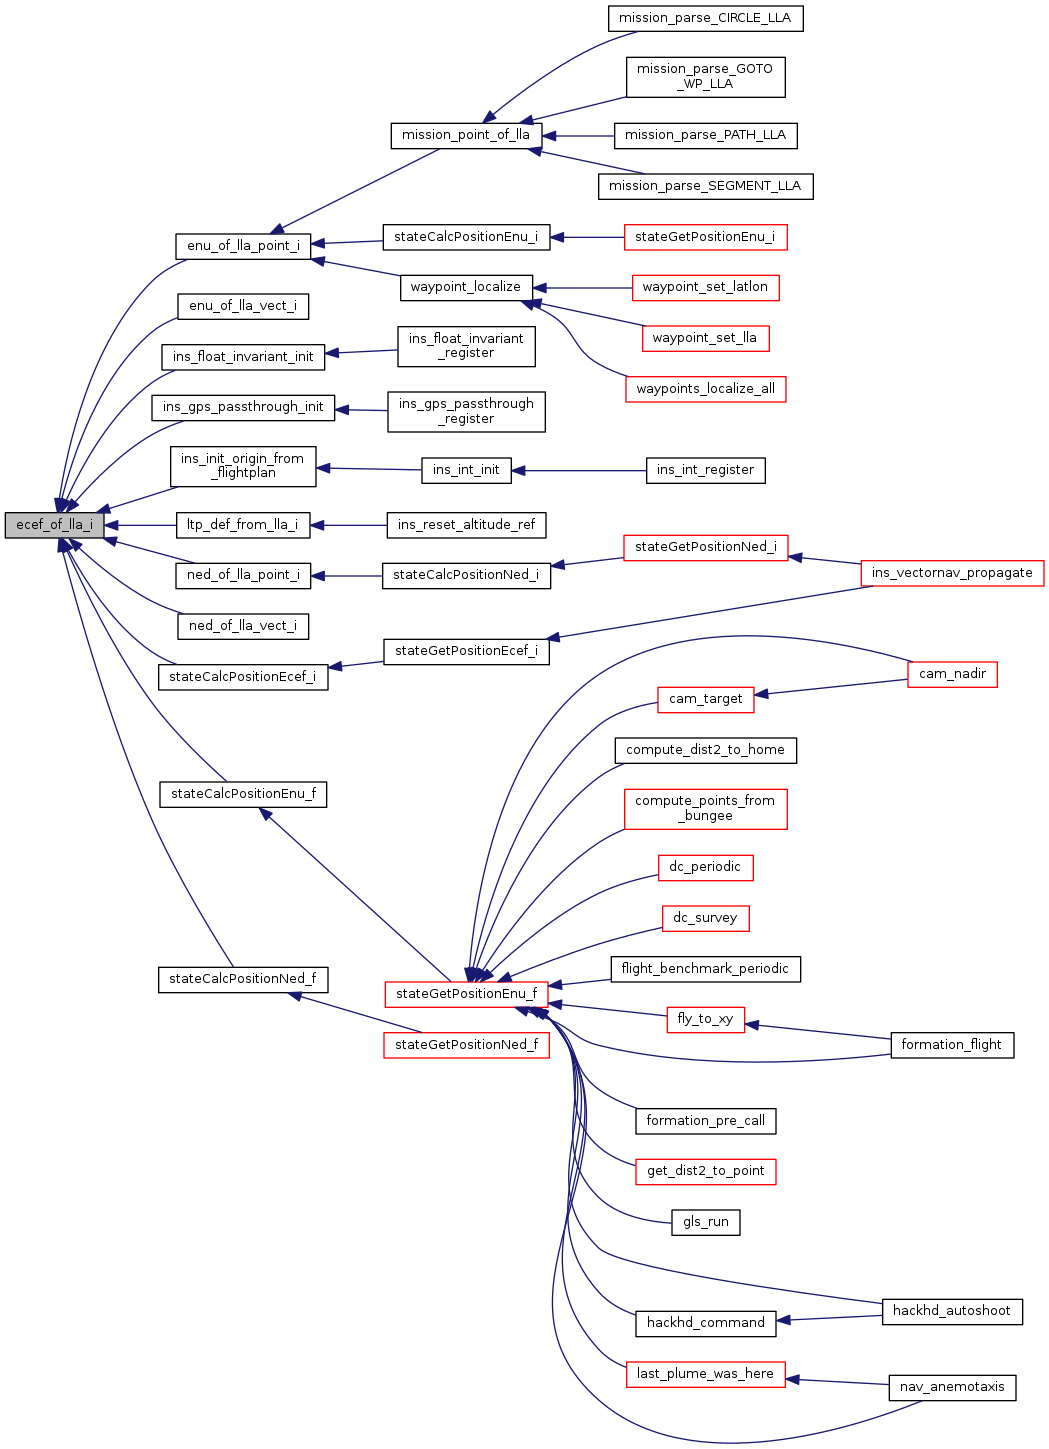 mission_parse_CIRCLE_LLA
mission_parse_GOTO
_WP_LLA
mission_point_of_lla
mission_parse_PATH_LLA
mission_parse_SEGMENT_LLA
enu_of_lla_point_i
stateCalcPositionEnu_i
stateGetPositionEnu_i
waypoint_localize
waypoint_set_latlon
enu_of_lla_vect_i
waypoint_set_lla
ins_float_invariant_init
ins_float_invariant
_register
waypoints_localize_all
ins_gps_passthrough_init
ins_gps_passthrough
_register
ins_init_origin_from
_flightplan
ins_int_init
ins_int_register
ecef_of_lla_i
ltp_def_from_lla_i
ins_reset_altitude_ref
ned_of_lla_point_i
stateCalcPositionNed_i
stateGetPositionNed_i
ins_vectornav_propagate
ned_of_lla_vect_i
stateCalcPositionEcef_i
stateGetPositionEcef_i
cam_nadir
cam_target
compute_dist2_to_home
stateCalcPositionEnu_f
compute_points_from
_bungee
dc_periodic
dc_survey
flight_benchmark_periodic
stateCalcPositionNed_f
stateGetPositionEnu_f
fly_to_xy
stateGetPositionNed_f
formation_flight
formation_pre_call
get_dist2_to_point
gls_run
hackhd_command
hackhd_autoshoot
last_plume_was_here
nav_anemotaxis